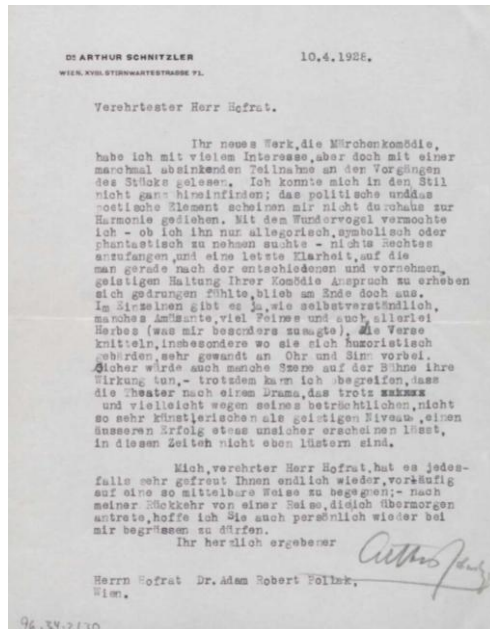 DR ARTHUR SCHNITZLER
WIEN, XVIII. STERNWARTESTRASSE 71.
10.4.1928.
Verehrtester Herr Hofrat.
Ihr neues Werk,die Märchenkomödie,
habe ich mit vielem Interesse,aber doch mit einer
manchmal absinkenden Teilnahme an den Vorgängen
des Stücks gelesen. Ich konnte mich in den Stil
nicht ganz hineinfinden; das politische unddas
poetische Element scheinen mir nicht durchaus zur
Harmonie gediehen. Mit dem Wundervogel vermochte
ich - ob ich ihn nur allegorisch,symbolisch oder
phantastisch zu nehmen suchte - nichts Rechtes
anzufangen,und eine letzte Klarheit,auf die
man gerade nach der entschiedenen und vornehmen,
geistigen Haltung Ihrer Komödie Anspruch zu erheben
sich gedrungen fühlte,blieb am Ende doch aus.
Im Einzelnen gibt es ja,wie selbstverständlich,
manches Amüsante,viel Feines und auch allerlei
Herbes (was mir besonders zusagte), die Verse
knitteln,insbesondere wo sie sich humoristisch
gebärden,sehr gewandt an Ohr und Sinn vorbei.
Sicher würde auch manche Szene auf der Bühne ihre
Wirkung tun,- trotzdem kann ich begreifen,dass
die Theater nach einem Drama,das trotz xxxxxx
und vielleicht wegen seines beträchtlichen,nicht
so sehr künstlerischen als geistigen Niveaus,einen
äusseren Erfolg etwas unsicher erscheinen lässt,
in diesen Zeiten nicht eben lüstern sind.
Mich,verehrter Herr Hofrat,hat es jedes-
falls sehr gefreut Ihnen endlich wieder,vorläufig
auf eine so mittelbare Weise zu begegnen;- nach
meiner Rückkehr von einer Reise,dieich übermorgen
antrete,hoffe ich Sie auch persönlich wieder bei
mir begrüssen zu dürfen.
Ihr herzlich ergebener
Arthur
Herrn Hofrat Dr. Adam Robert Pollak,
Wien.
96.34.2/30